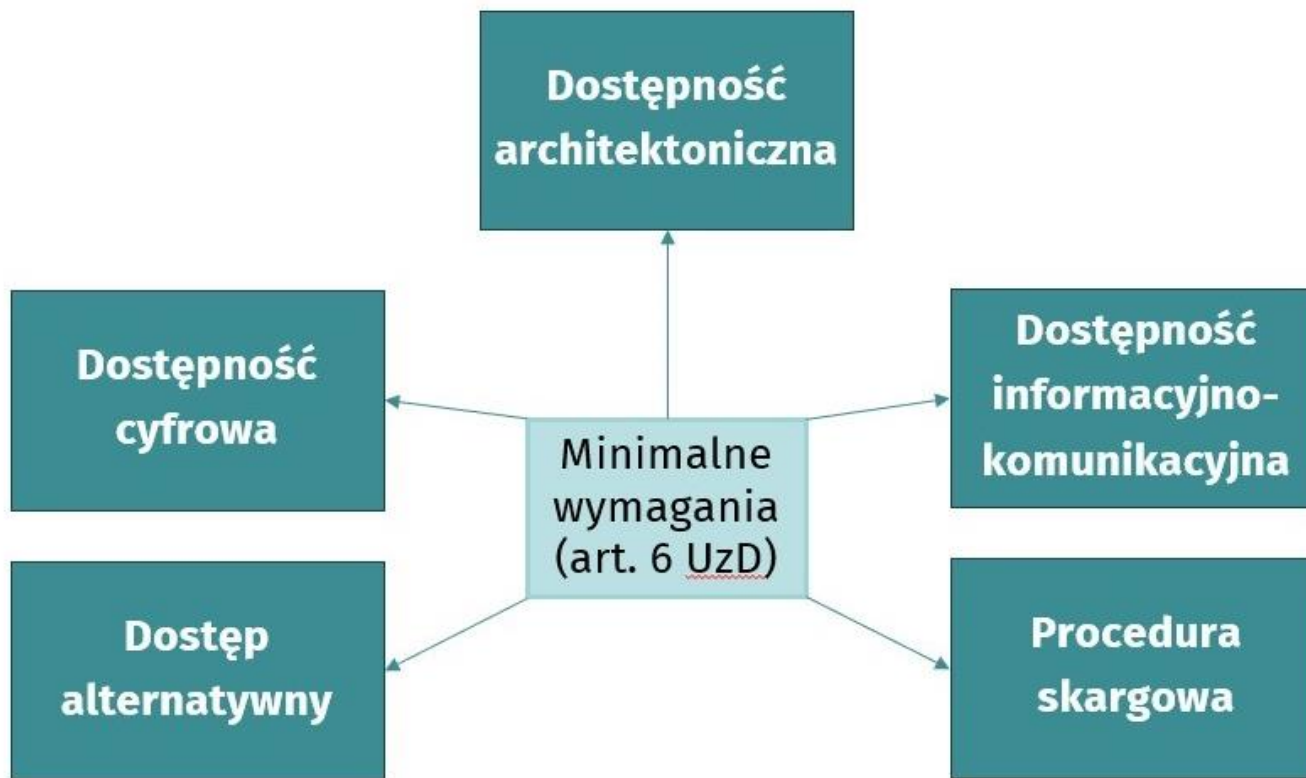 Dostępność
architektoniczna
Dostępność
cyfrowa
Dostępność
informacyjno-
komunikacyjna
Minimalne
wymagania
(art. 6 UzD)
Dostęp
alternatywny
Procedura
skargowa